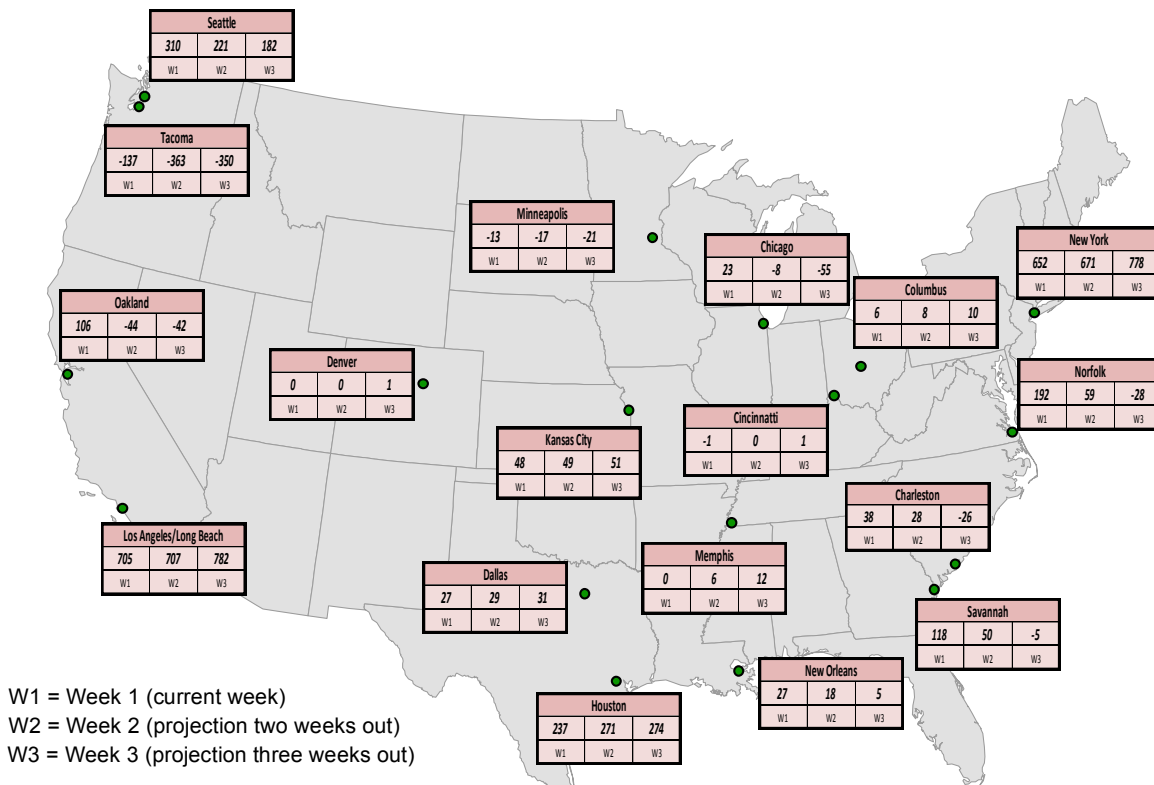 Seattle
310 221 182
W1 W2 W3
Tacoma
-137 -363 -350
W1 W2 W3
Minneapolis
-13 -17 -21
W1 W2 W3
Chicago
23 -8 -55
W1 W2 W3
New York
652 671 778
W1 W2 W3
Columbus
6 8 10
W1 W2 W3
Oakland
106 -44 -42
W1 W2 W3
Denver
0 0 1
W1 W2 W3
Norfolk
192 59 -28
W1 W2 W3
Cincinnatti
-1 0 1
W1 W2 W3
Kansas City
48 49 51
W1 W2 W3
Charleston
38 28 -26
W1 W2 W3
Los Angeles/Long Beach
705 707 782
W1 W2 W3
Memphis
0 6 12
W1 W2 W3
Dallas
27 29 31
W1 W2 W3
Savannah
118 50 -5
W1 W2 W3
New Orleans
27 18 5
W1 W2 W3
Houston
237 271 274
W1 W2 W3
W1 = Week 1 (current week)
W2 = Week 2 (projection two weeks out)
W3 = Week 3 (projection three weeks out)